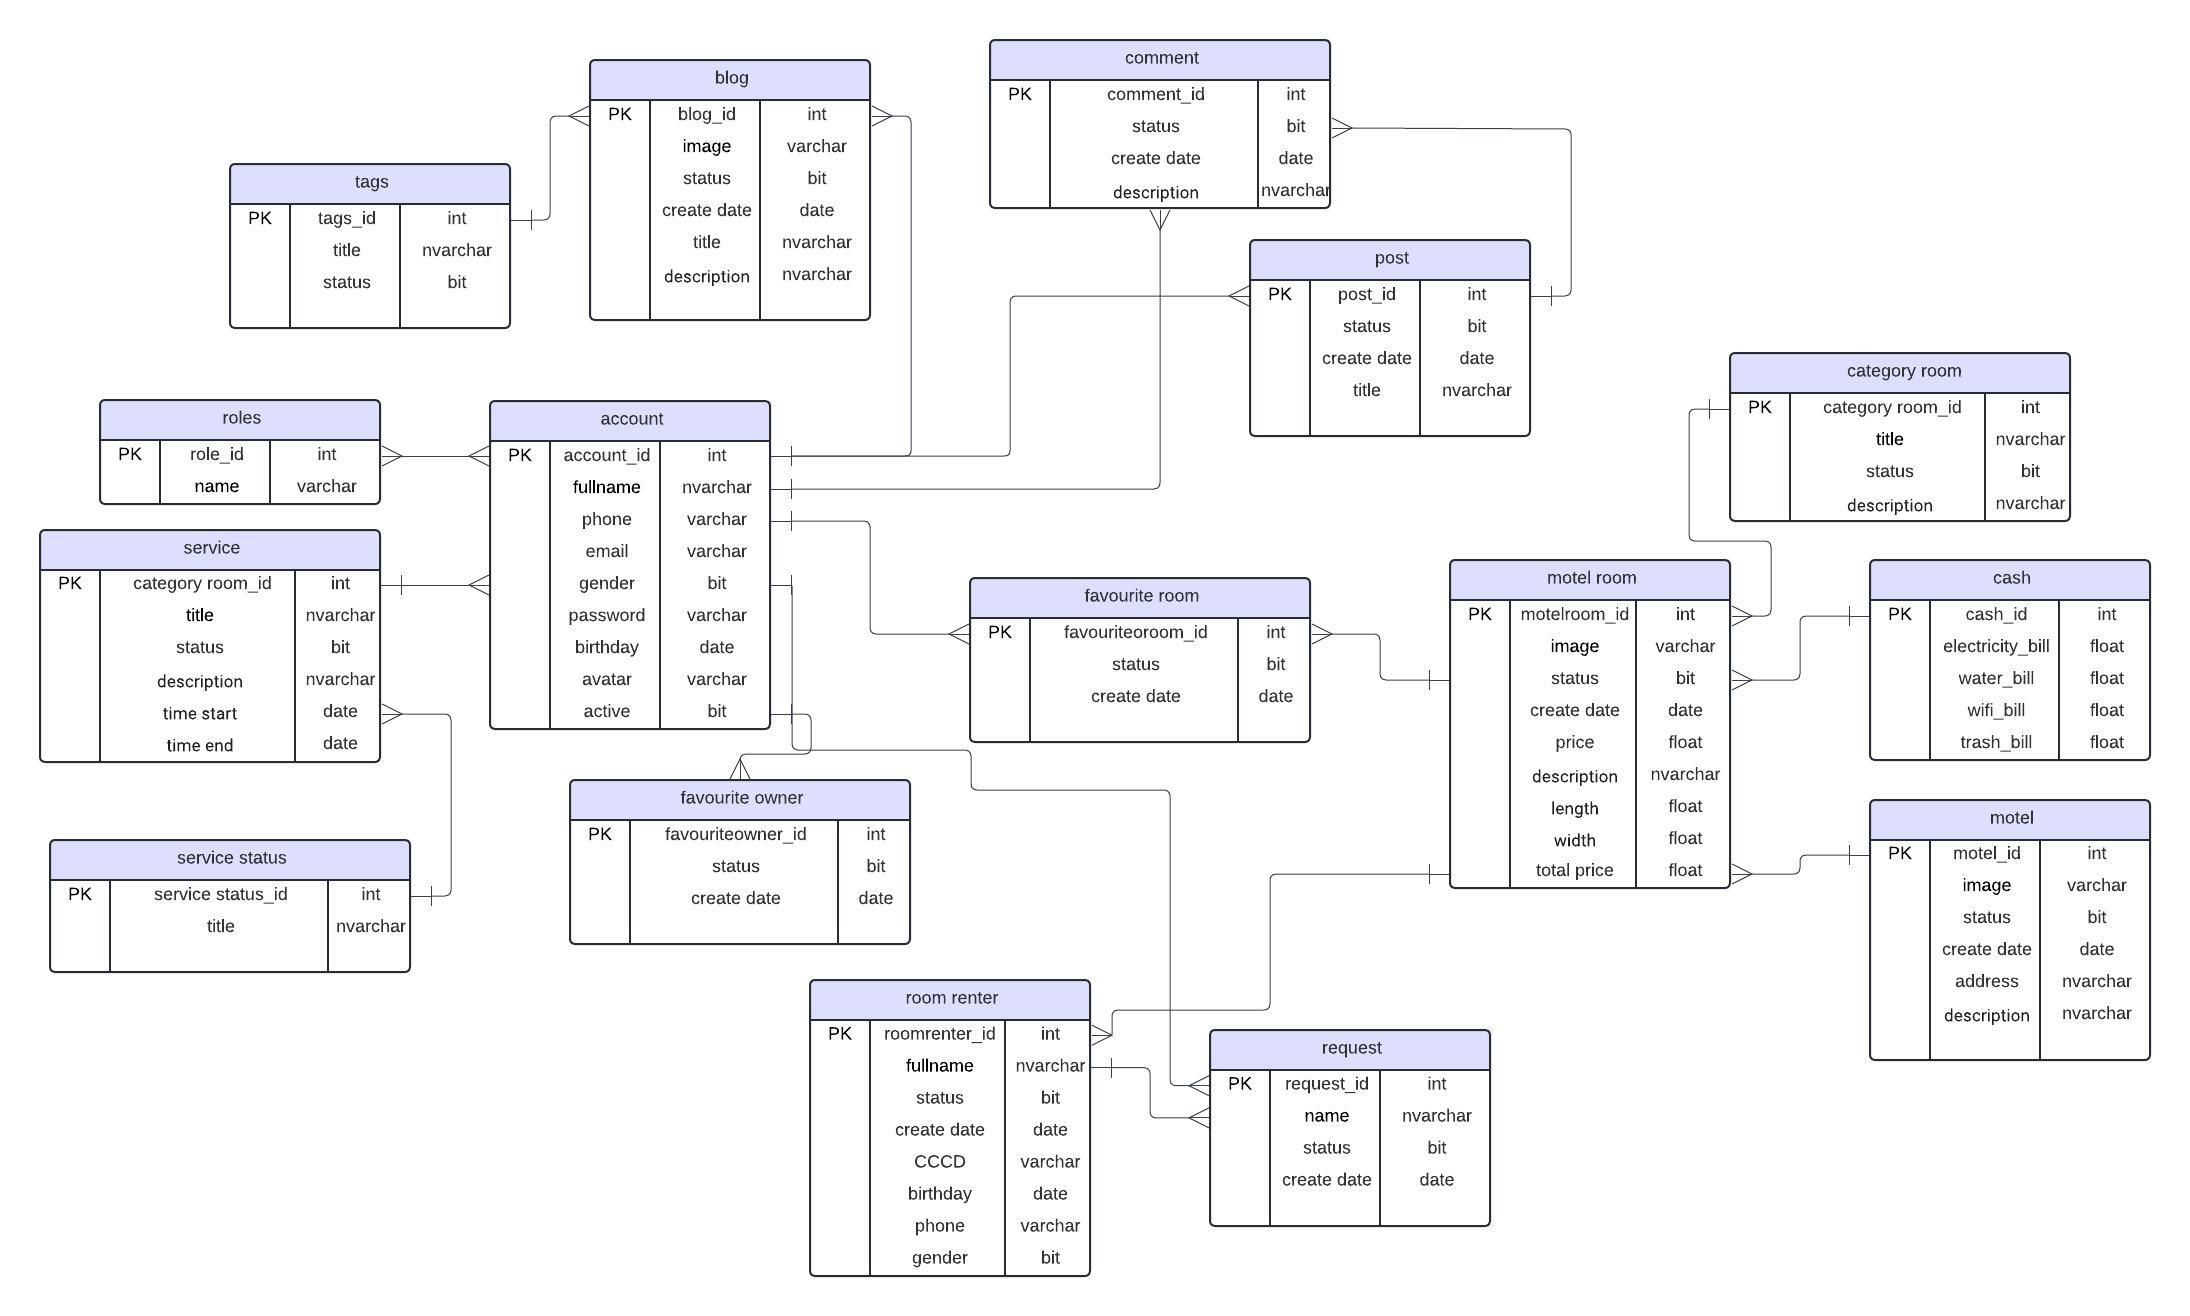 comment
PK comment_id int
status bit
create date date
description nvarchar
blog
PK blog_id int
image varchar
status bit
create date date
title nvarchar
description nvarchar
tags
PK tags_id int
title nvarchar
status bit
post
PK post_id int
status bit
create date date
title nvarchar
category room
PK category room_id int
title nvarchar
status bit
description nvarchar
roles
PK role_id int
name varchar
account
PK account_id int
fullname nvarchar
phone varchar
email varchar
gender bit
password varchar
birthday date
avatar varchar
active bit
service
PK category room_id int
title nvarchar
status bit
description nvarchar
time start date
time end date
favourite room
PK favouriteoroom_id int
status bit
create date date
motel room
PK motelroom_id int
image varchar
status bit
create date date
price float
description nvarchar
length float
width float
total price float
cash
PK cash_id int
electricity_bill float
water_bill float
wifi_bill float
trash_bill float
favourite owner
PK favouriteowner_id int
status bit
create date date
motel
PK motel_id int
image varchar
status bit
create date date
address nvarchar
description nvarchar
service status
PK service status_id int
title nvarchar
room renter
PK roomrenter_id int
fullname nvarchar
status bit
create date date
CCCD varchar
birthday date
phone varchar
gender bit
request
PK request_id int
name nvarchar
status bit
create date date